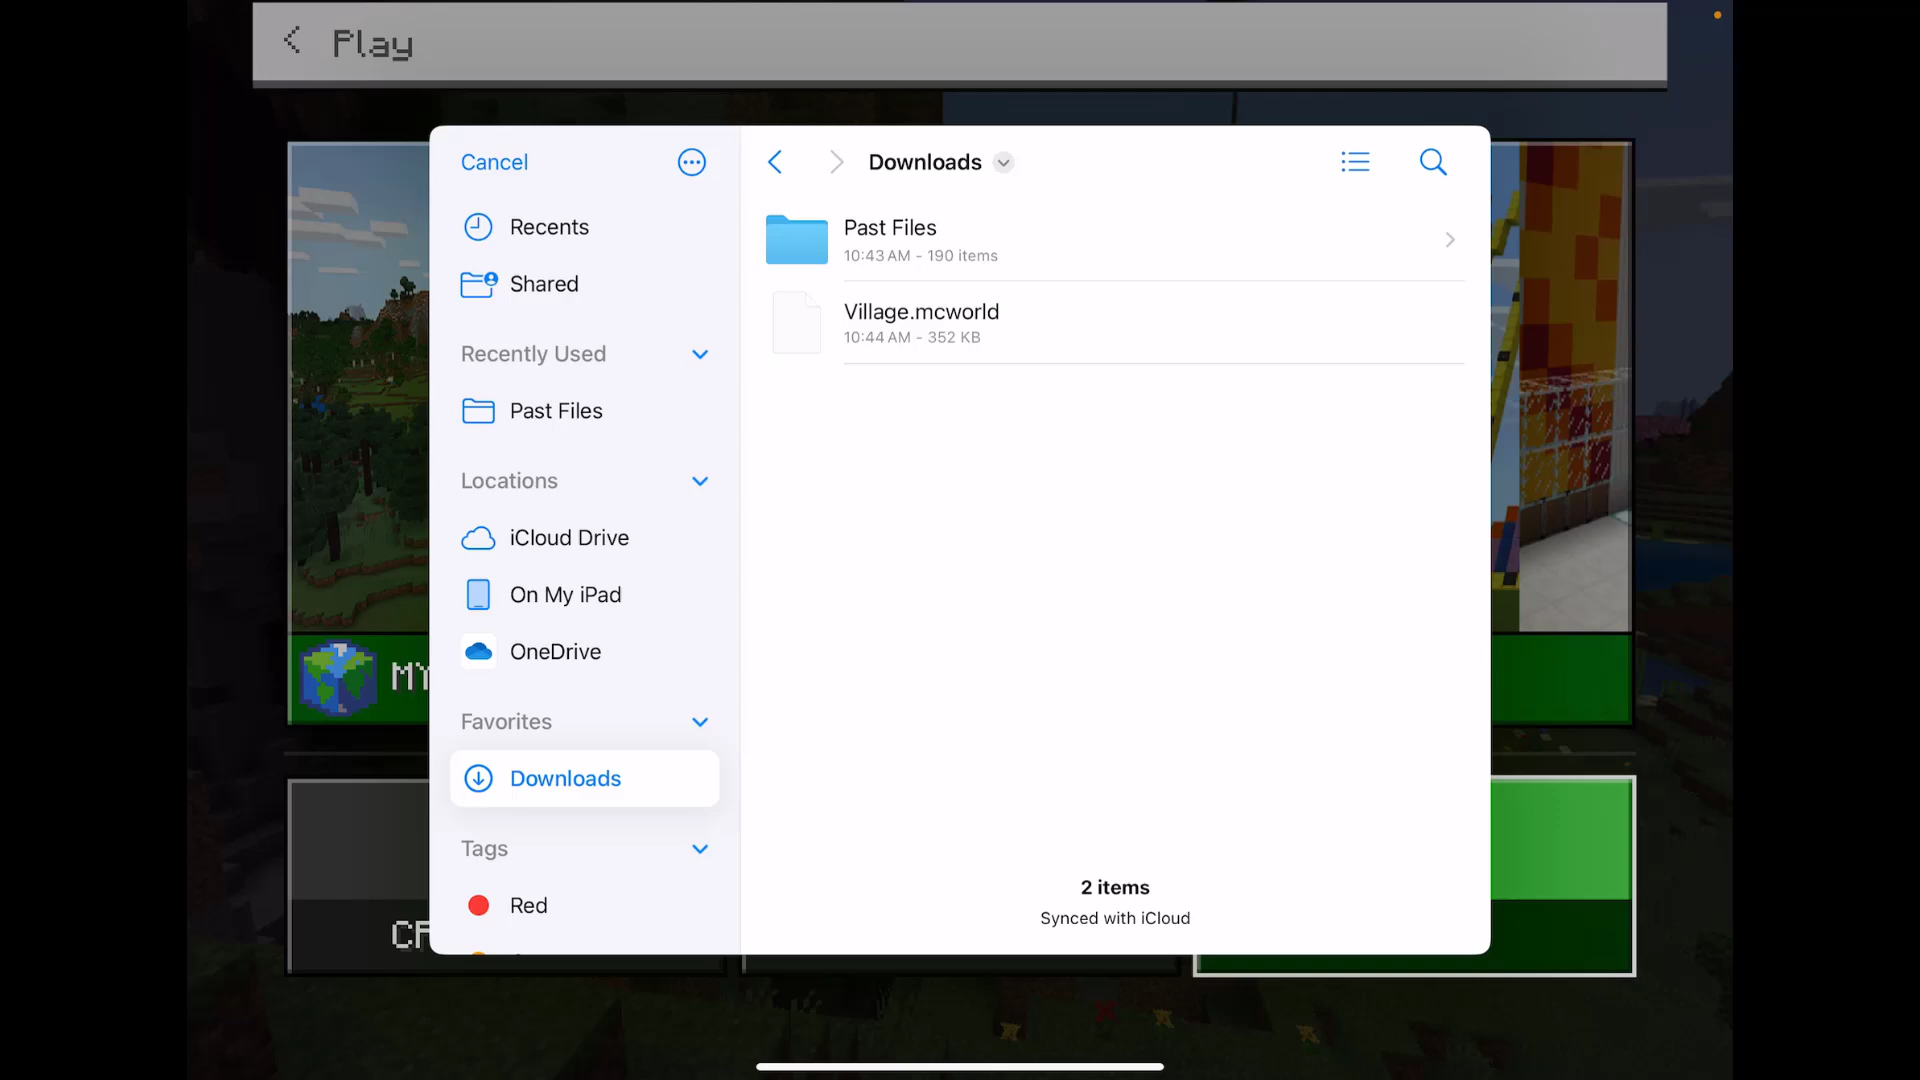 Play
Cancel
Downloads
Recents
Shared
Recently Used
Past Files
Locations
iCloud Drive
On My iPad
OneDrive
Favorites
Downloads
Tags
Red
Past Files
10:43 AM - 190 items
Village.mcworld
10:44 AM - 352 KB
2 items
Synced with iCloud
MY
CR